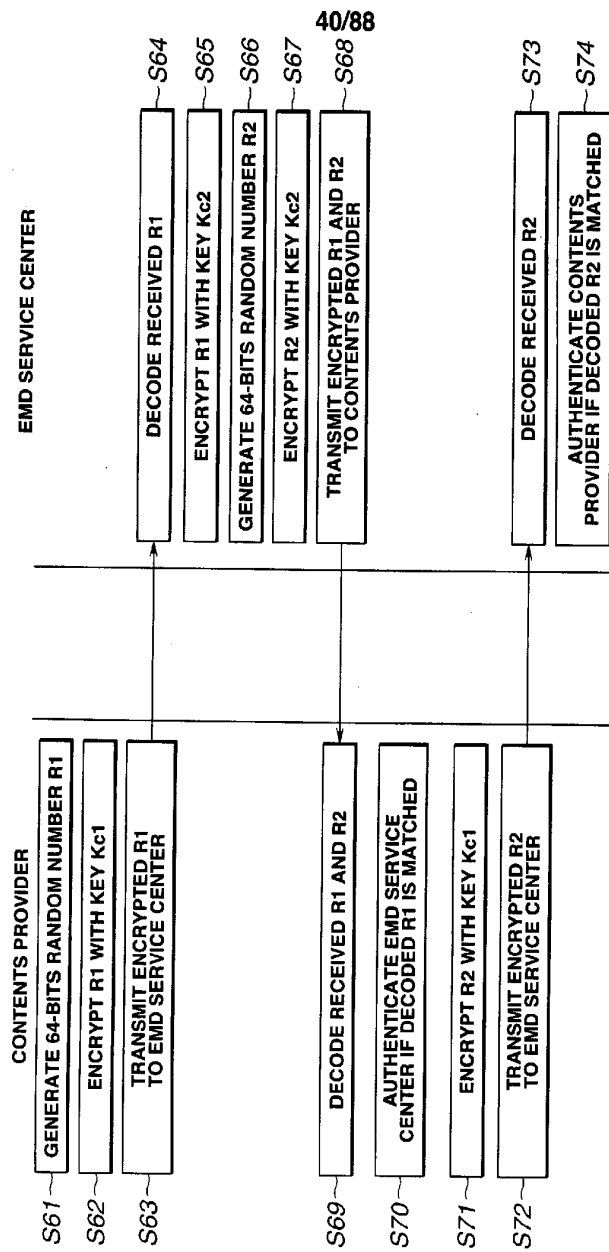 40/88
CONTENTS PROVIDER
EMD SERVICE CENTER
S61
GENERATE 64-BITS RANDOM NUMBER R1
S62
ENCRYPT R1 WITH KEY Kc1
S63
TRANSMIT ENCRYPTED R1
TO EMD SERVICE CENTER
DECODE RECEIVED R1
S64
ENCRYPT R1 WITH KEY Kc2
S65
GENERATE 64-BITS RANDOM NUMBER R2
S66
ENCRYPT R2 WITH KEY Kc2
S67
TRANSMIT ENCRYPTED R1 AND R2
TO CONTENTS PROVIDER
S68
S69
DECODE RECEIVED R1 AND R2
S70
AUTHENTICATE EMD SERVICE
CENTER IF DECODED R1 IS MATCHED
S71
ENCRYPT R2 WITH KEY Kc1
S72
TRANSMIT ENCRYPTED R2
TO EMD SERVICE CENTER
DECODE RECEIVED R2
S73
AUTHENTICATE CONTENTS
PROVIDER IF DECODED R2 IS MATCHED
S74